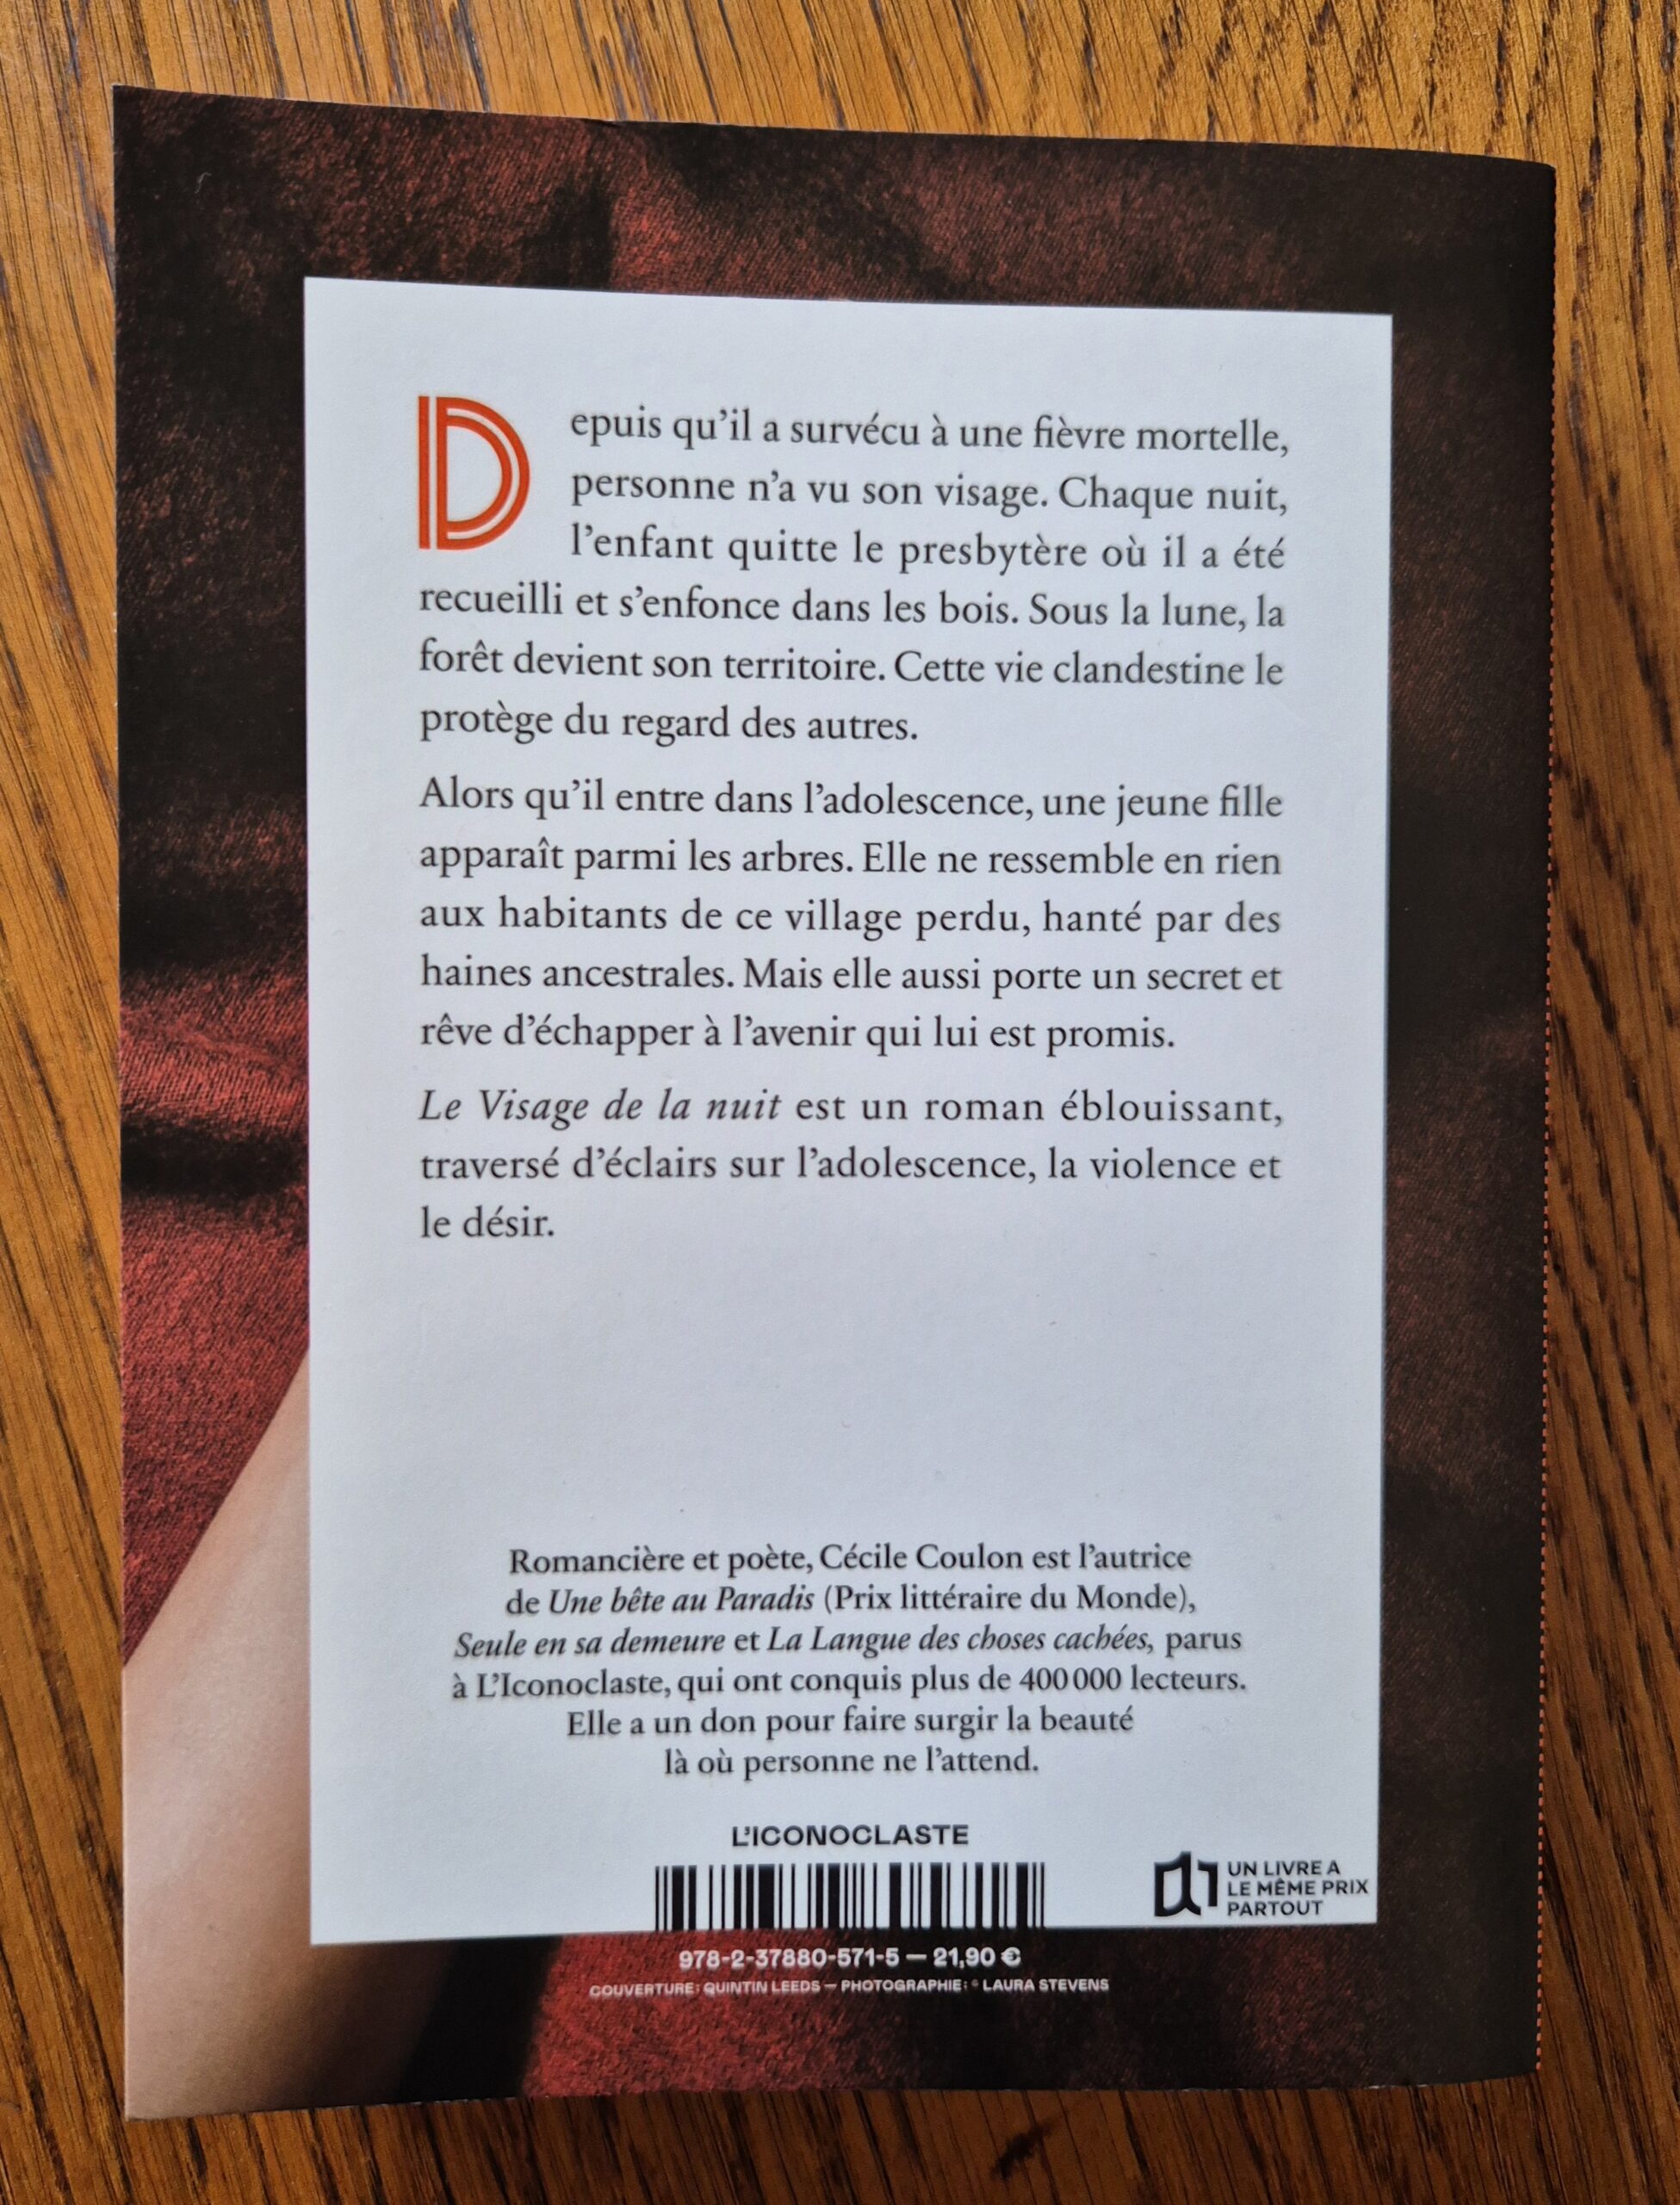 Depuis qu’il a survécu à une fièvre mortelle,
personne n’a vu son visage. Chaque nuit,
l’enfant quitte le presbytère où il a été
recueilli et s’enfonce dans les bois. Sous la lune, la
forêt devient son territoire. Cette vie clandestine le
protège du regard des autres.
Alors qu’il entre dans l’adolescence, une jeune fille
apparaît parmi les arbres. Elle ne ressemble en rien
aux habitants de ce village perdu, hanté par des
haines ancestrales. Mais elle aussi porte un secret et
rêve d’échapper à l’avenir qui lui est promis.
Le Visage de la nuit est un roman éblouissant,
traversé d’éclairs sur l’adolescence, la violence et
le désir.
Romancière et poète, Cécile Coulon est l’autrice
de Une bête au Paradis (Prix littéraire du Monde),
Seule en sa demeure et La Langue des choses cachées, parus
à L’Iconoclaste, qui ont conquis plus de 400 000 lecteurs.
Elle a un don pour faire surgir la beauté
là où personne ne l’attend.
L’ICONOCLASTE
UN LIVRE A
LE MÊME PRIX
PARTOUT
978-2-37880-571-5 — 21,90 €
COUVERTURE : QUINTIN LEEDS — PHOTOGRAPHIE : © LAURA STEVENS